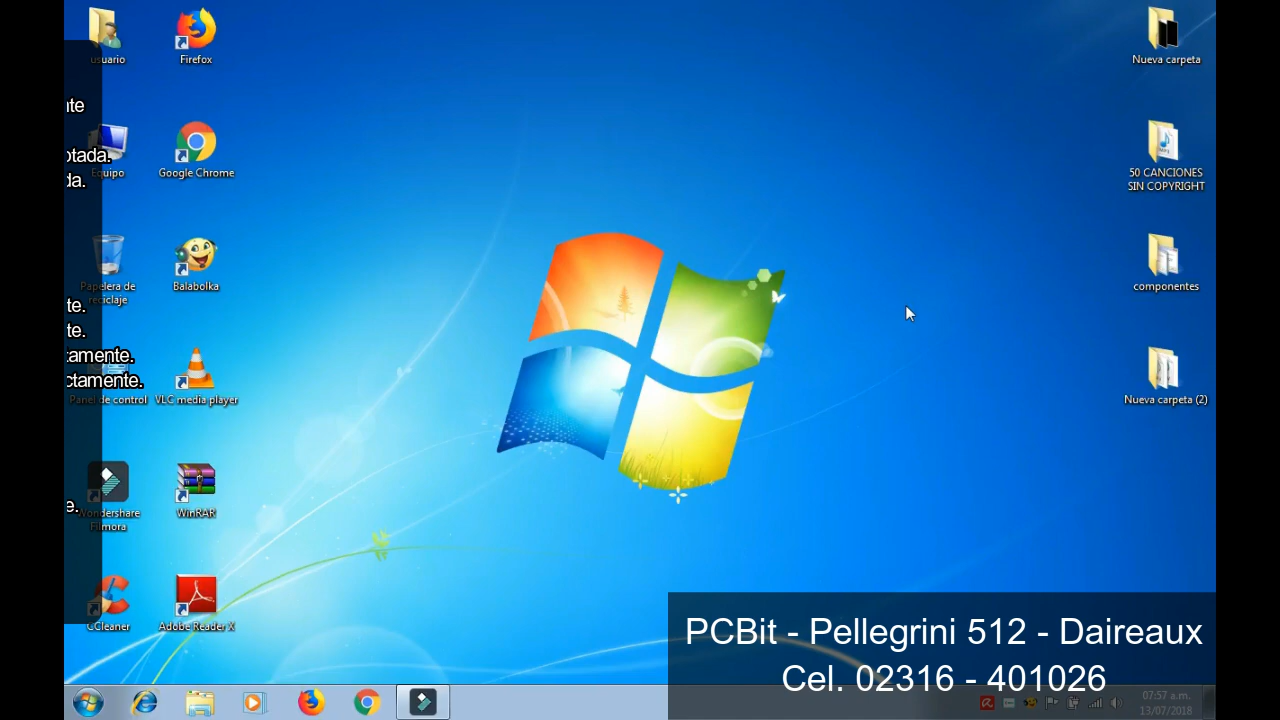 usuario
Firefox
Nueva carpeta
nte
otada.
Equipo
Google Chrome
da.
50 CANCIONES
SIN COPYRIGHT
Papelera de
reciclaje
Balabolka
componentes
te.
te.
tamente.
ctamente.
Panel de control
VLC media player
Nueva carpeta (2)
e.
Wondershare
Filmora
WinRAR
CCleaner
Adobe Reader X
PCBit - Pellegrini 512 - Daireaux
Cel. 02316 - 401026
07:57 a.m.
13/07/2018